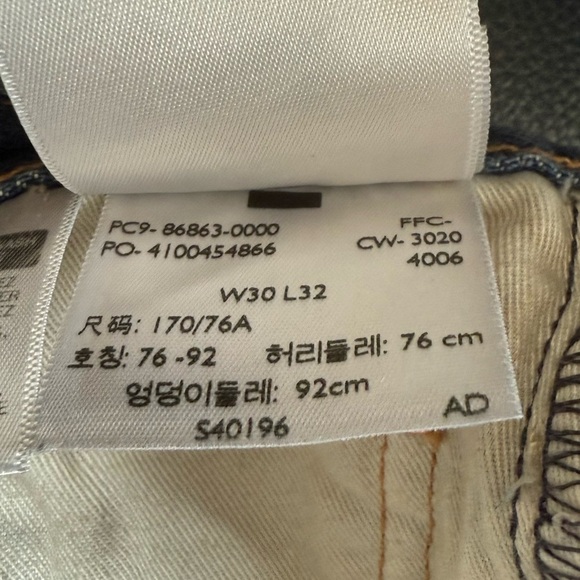 PC9- 86863-0000
PO- 4100454866
FFC-
CW- 3020
4006
W30 L32
尺码: 170/76A
호칭: 76 -92 허리둘레: 76 cm
엉덩이둘레: 92cm
S40196
AD